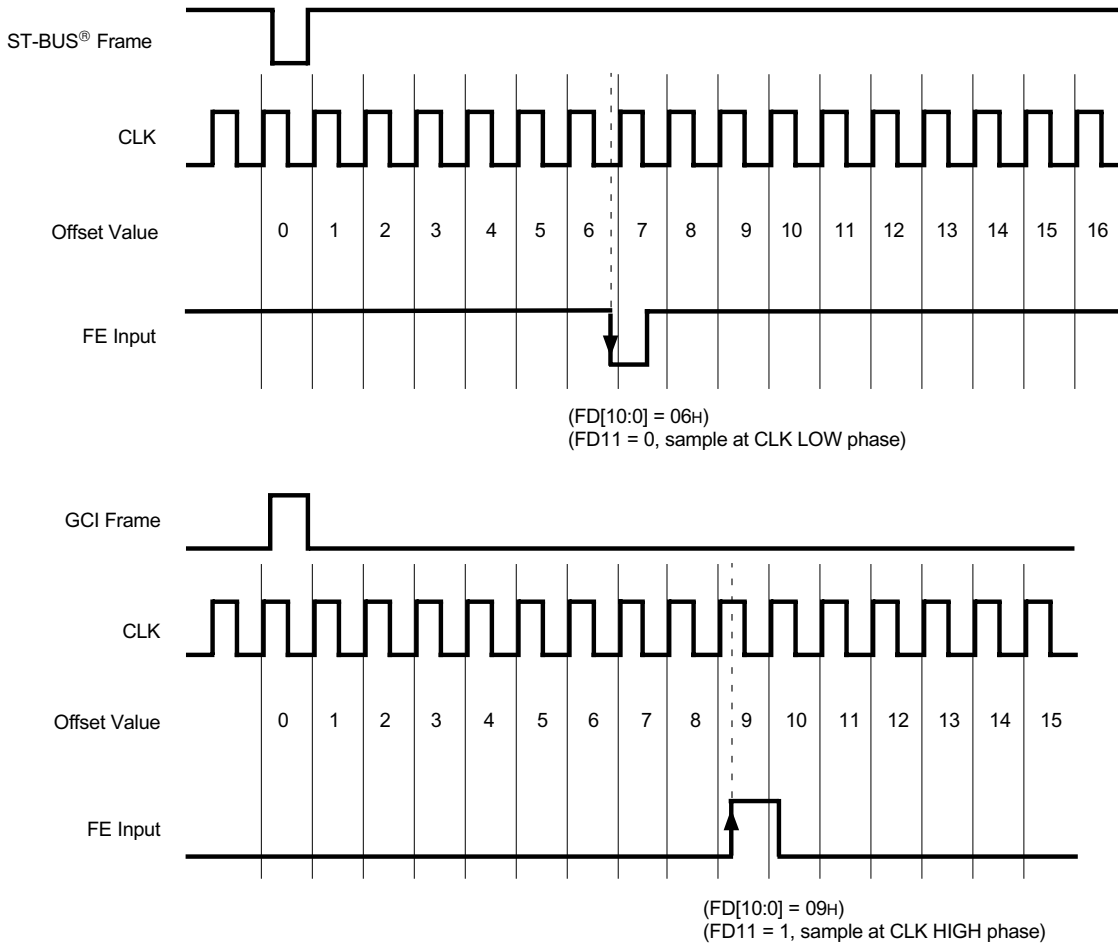 ST-BUS® Frame
CLK
Offset Value 0 1 2 3 4 5 6 7 8 9 10 11 12 13 14 15 16
FE Input
(FD[10:0] = 06H)
(FD11 = 0, sample at CLK LOW phase)
GCI Frame
CLK
Offset Value 0 1 2 3 4 5 6 7 8 9 10 11 12 13 14 15
FE Input
(FD[10:0] = 09H)
(FD11 = 1, sample at CLK HIGH phase)